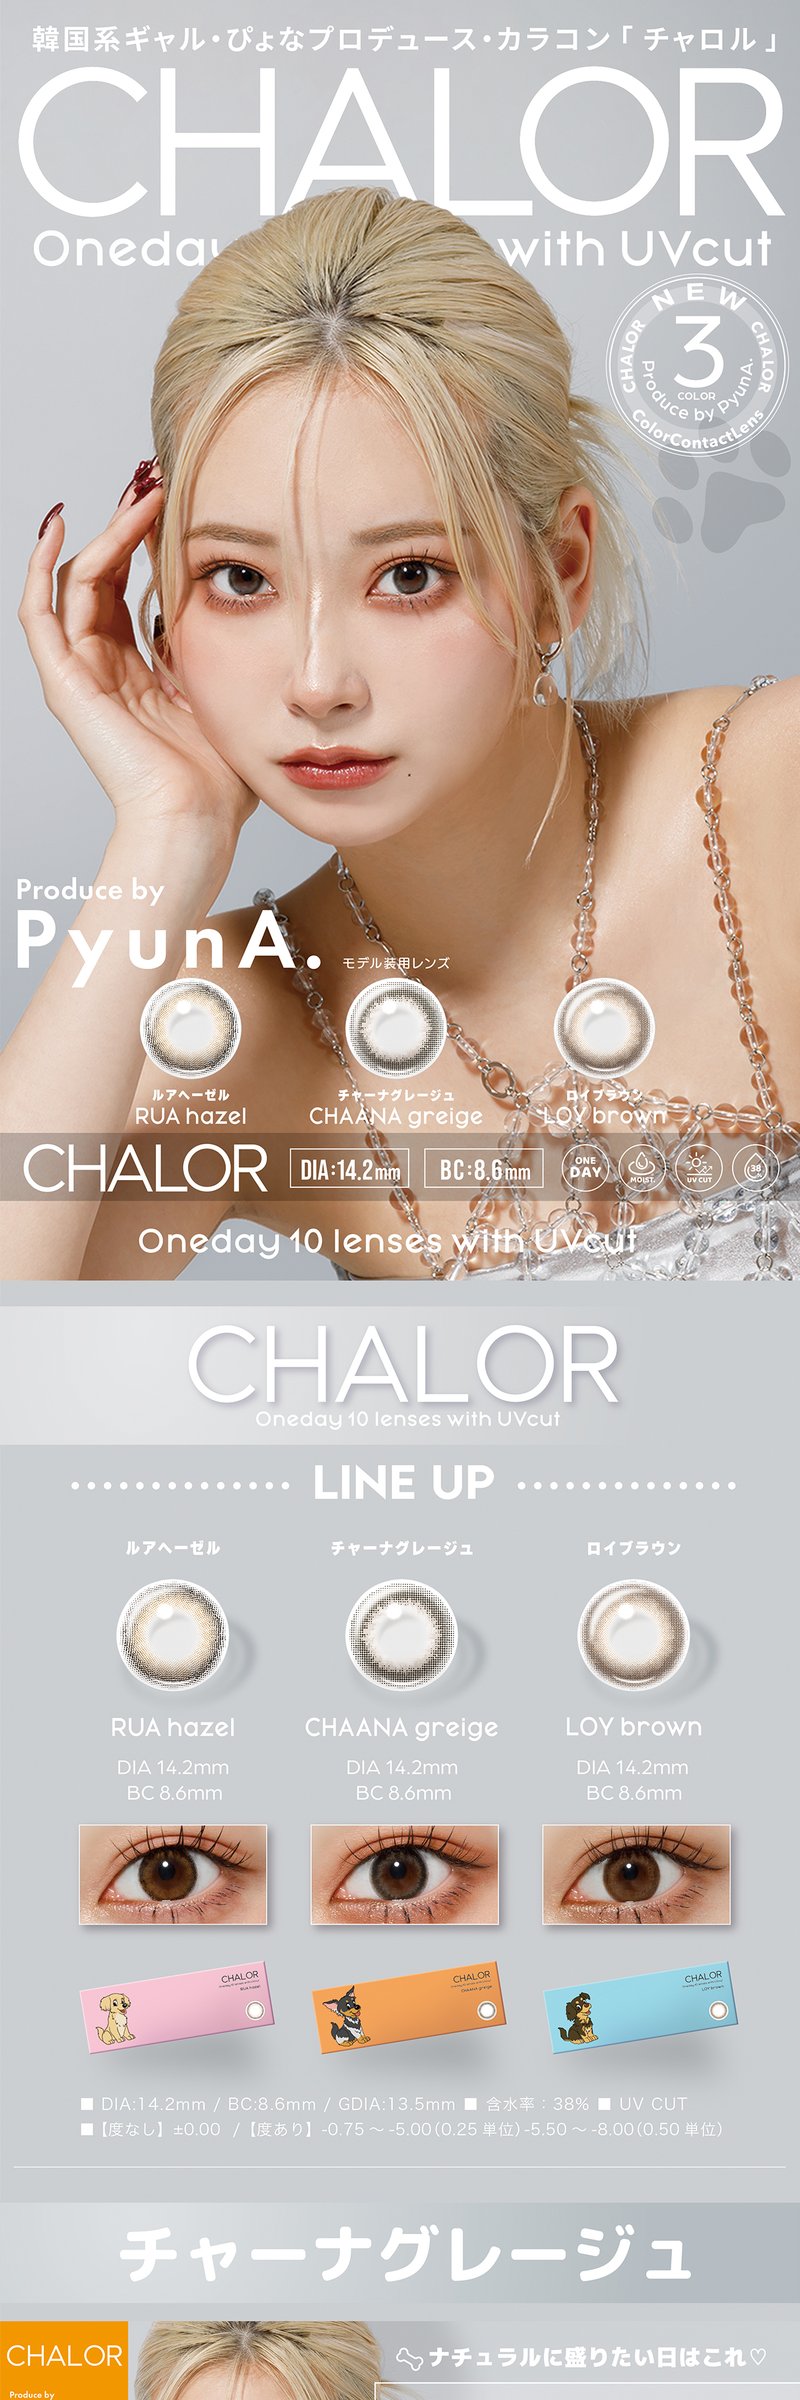 韓国系ギャル・ぴょなプロデュース・カラコン「チャロル」
CHALOR
Oneday with UVcut
NEW
3
COLOR
CHALOR
CHALOR
Produce by PyunA.
ColorContactLens
Produce by
PyunA.
モデル装用レンズ
ルアヘーゼル チャーナグレージュ ロイブラウン
RUA hazel CHAANA greige LOY brown
CHALOR DIA:14.2mm BC:8.6mm ONE DAY MOIST. UV CUT 38%
Oneday 10 lenses with UVcut
CHALOR
Oneday 10 lenses with UVcut
LINE UP
ルアヘーゼル チャーナグレージュ ロイブラウン
RUA hazel CHAANA greige LOY brown
DIA 14.2mm DIA 14.2mm DIA 14.2mm
BC 8.6mm BC 8.6mm BC 8.6mm
CHALOR CHALOR CHALOR
RUA hazel CHAANA greige LOY brown
■ DIA:14.2mm / BC:8.6mm / GDIA:13.5mm ■ 含水率:38% ■ UV CUT
■【度なし】±0.00 /【度あり】-0.75 ~ -5.00(0.25 単位) -5.50 ~ -8.00(0.50 単位)
チャーナグレージュ
CHALOR
Produce by
ナチュラルに盛りたい日はこれ♡